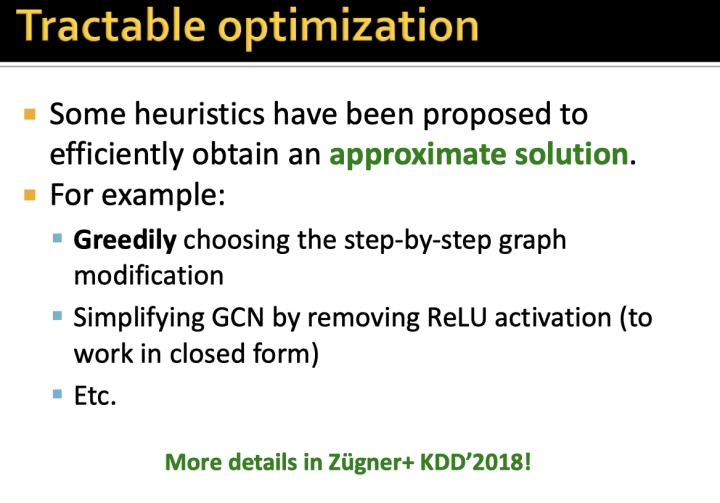 Tractable optimization
Some heuristics have been proposed to
efficiently obtain an approximate solution.
For example:
Greedily choosing the step-by-step graph
modification
Simplifying GCN by removing ReLU activation (to
work in closed form)
Etc.
More details in Zügner+ KDD’2018!